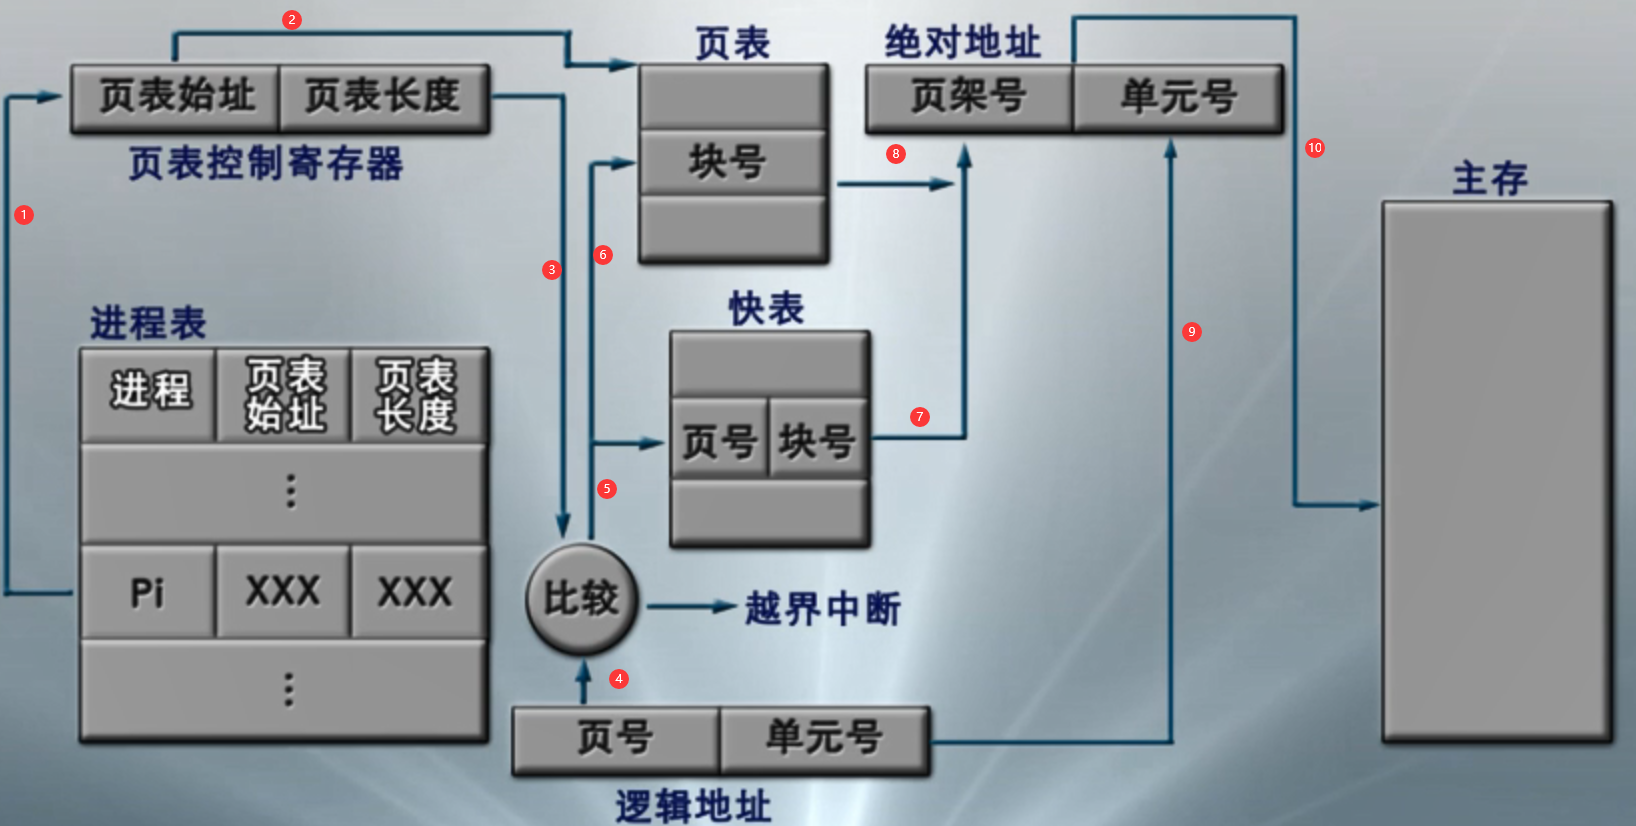 2
页表
绝对地址
页表始址 页表长度
页架号 单元号
页表控制寄存器
块号
8
10
主存
1
6
3
进程表
快表
9
进程 页表始址 页表长度
7
页号 块号
⋮
5
Pi XXX XXX
比较
越界中断
4
⋮
页号 单元号
逻辑地址